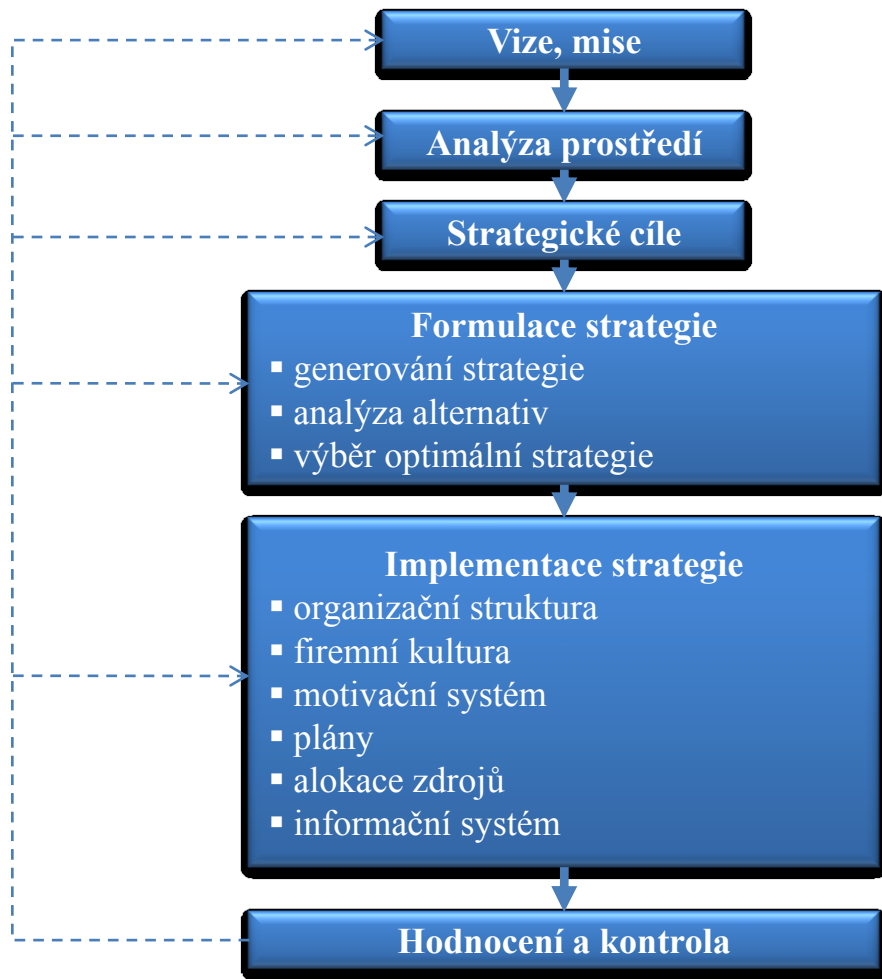 Vize, mise
Analýza prostředí
Strategické cíle
Formulace strategie
▪ generování strategie
▪ analýza alternativ
▪ výběr optimální strategie
Implementace strategie
▪ organizační struktura
▪ firemní kultura
▪ motivační systém
▪ plány
▪ alokace zdrojů
▪ informační systém
Hodnocení a kontrola